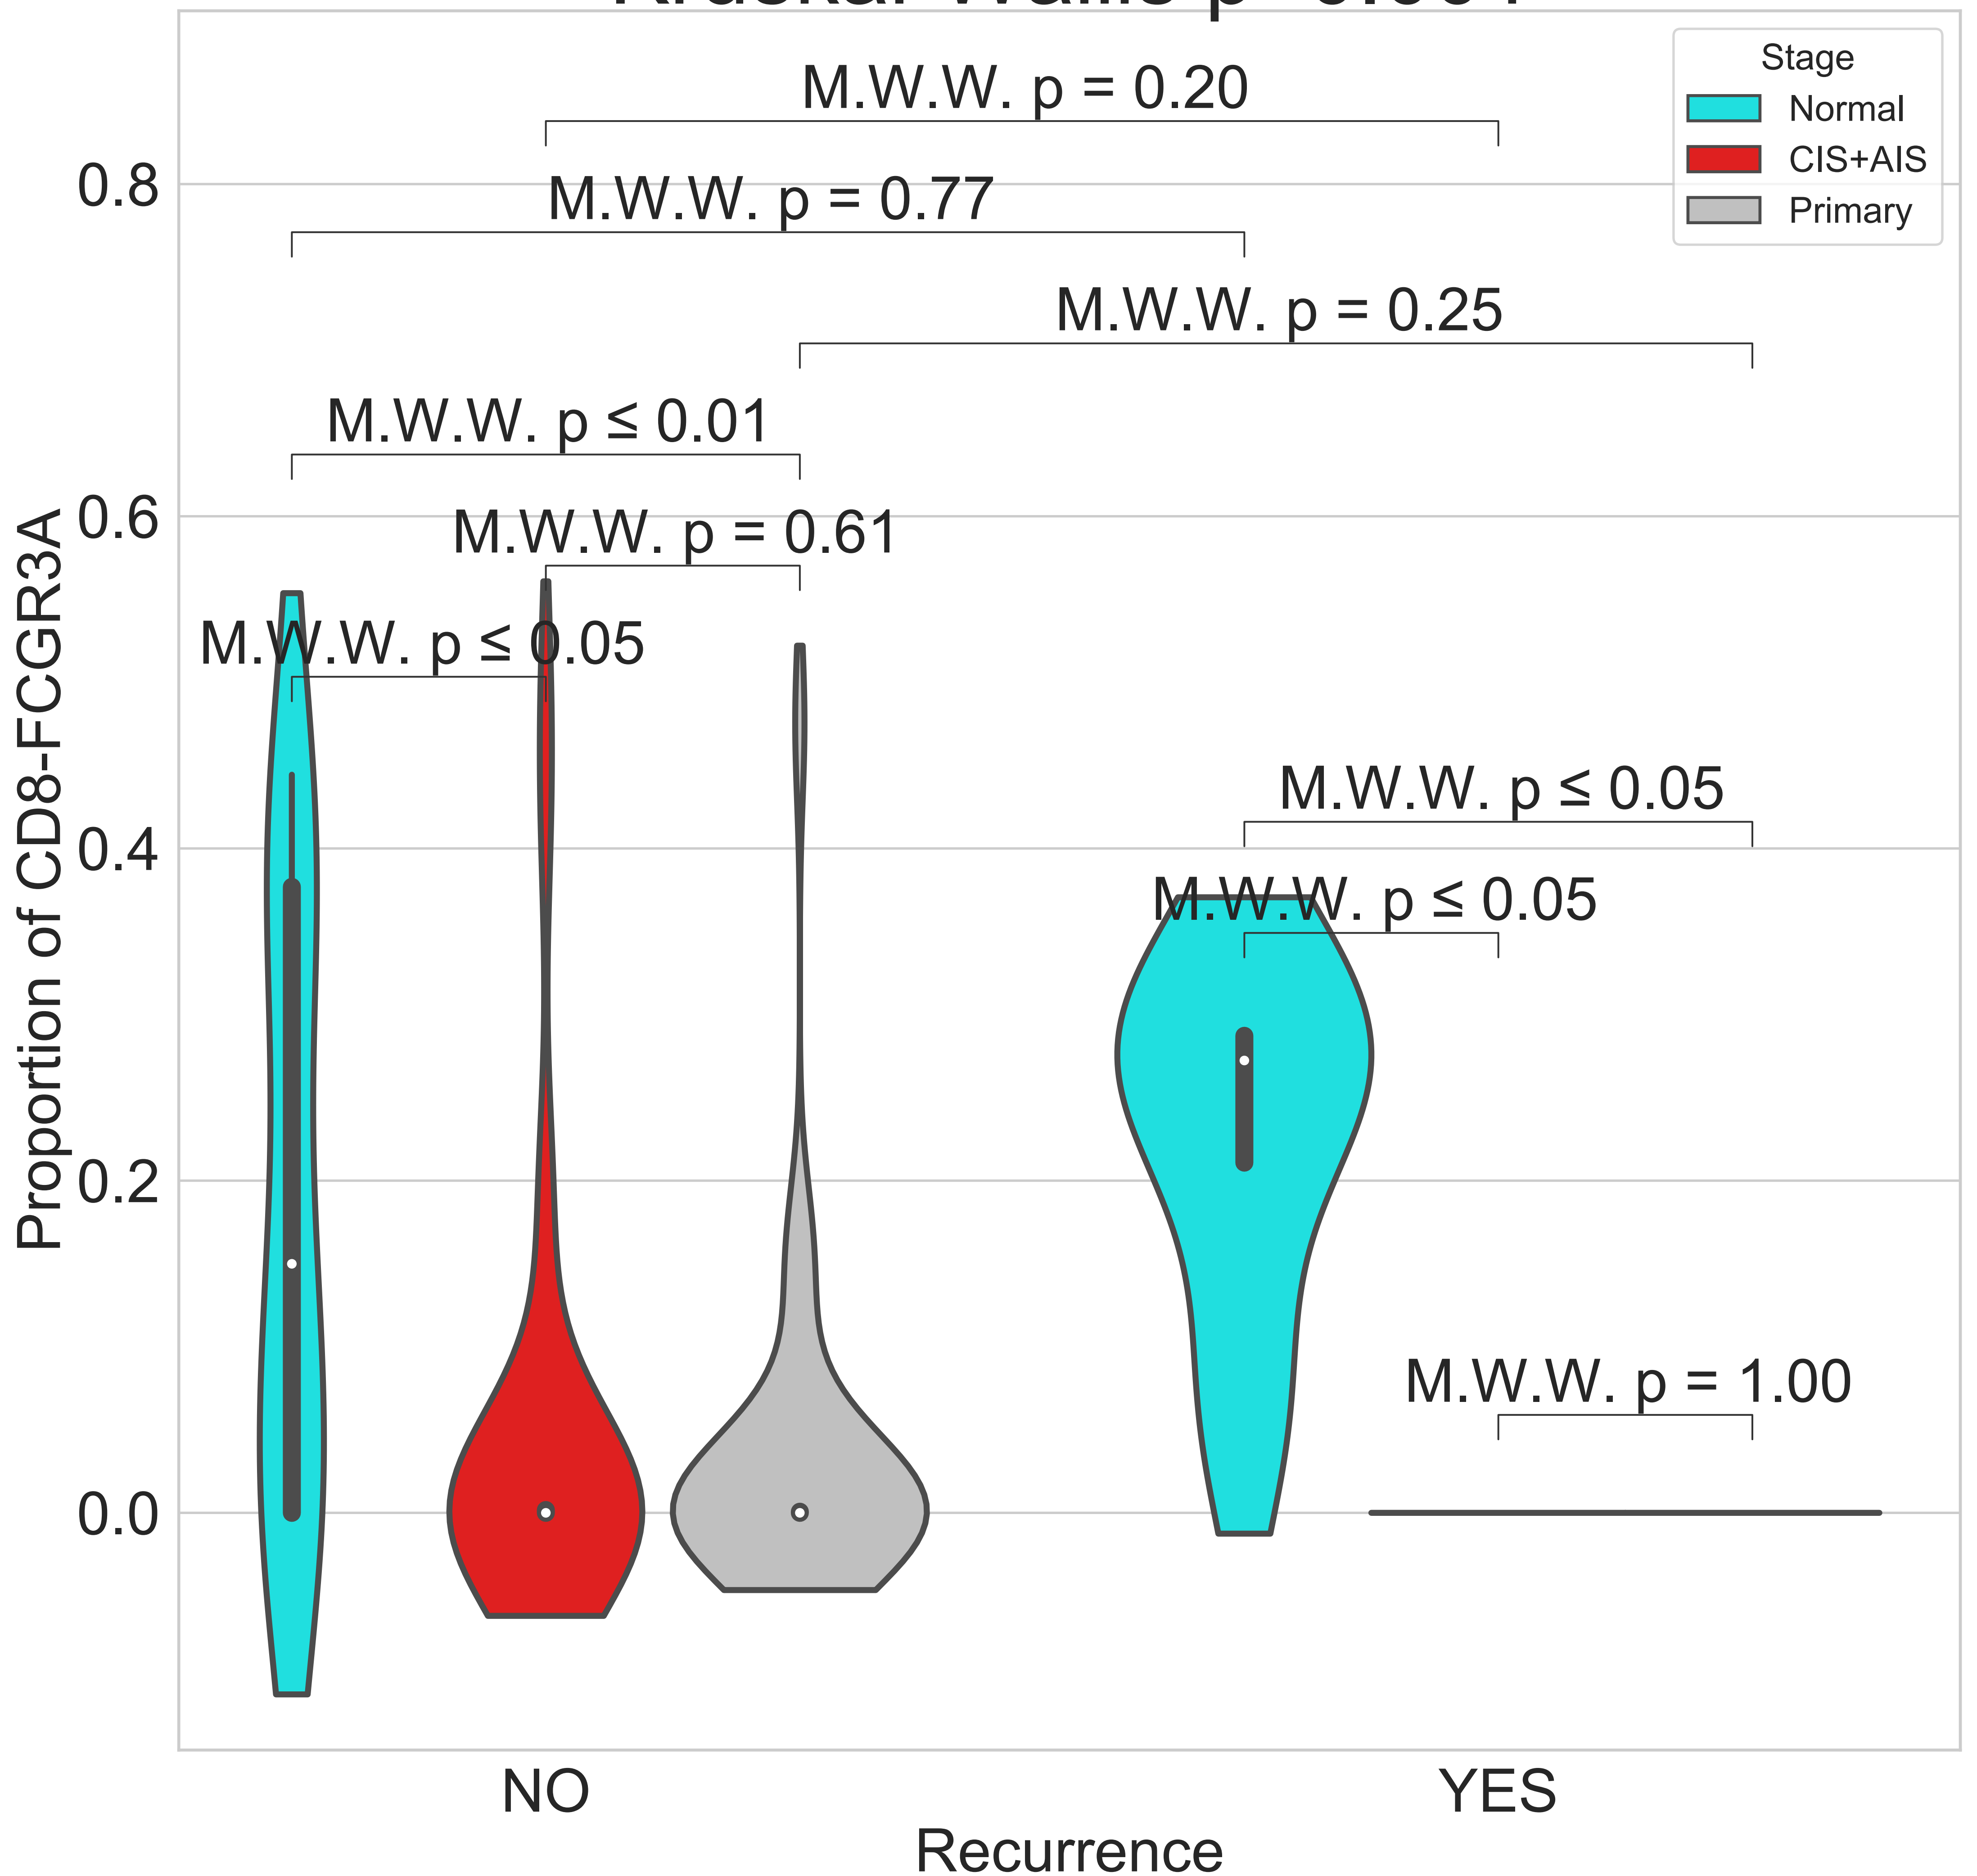 Stage
Normal
CIS+AIS
Primary
M.W.W. p = 0.20
M.W.W. p = 0.77
M.W.W. p = 0.25
M.W.W. p ≤ 0.01
M.W.W. p = 0.61
M.W.W. p ≤ 0.05
M.W.W. p ≤ 0.05
M.W.W. p ≤ 0.05
M.W.W. p = 1.00
0.8
0.6
0.4
0.2
0.0
Proportion of CD8-FCGR3A
NO
YES
Recurrence